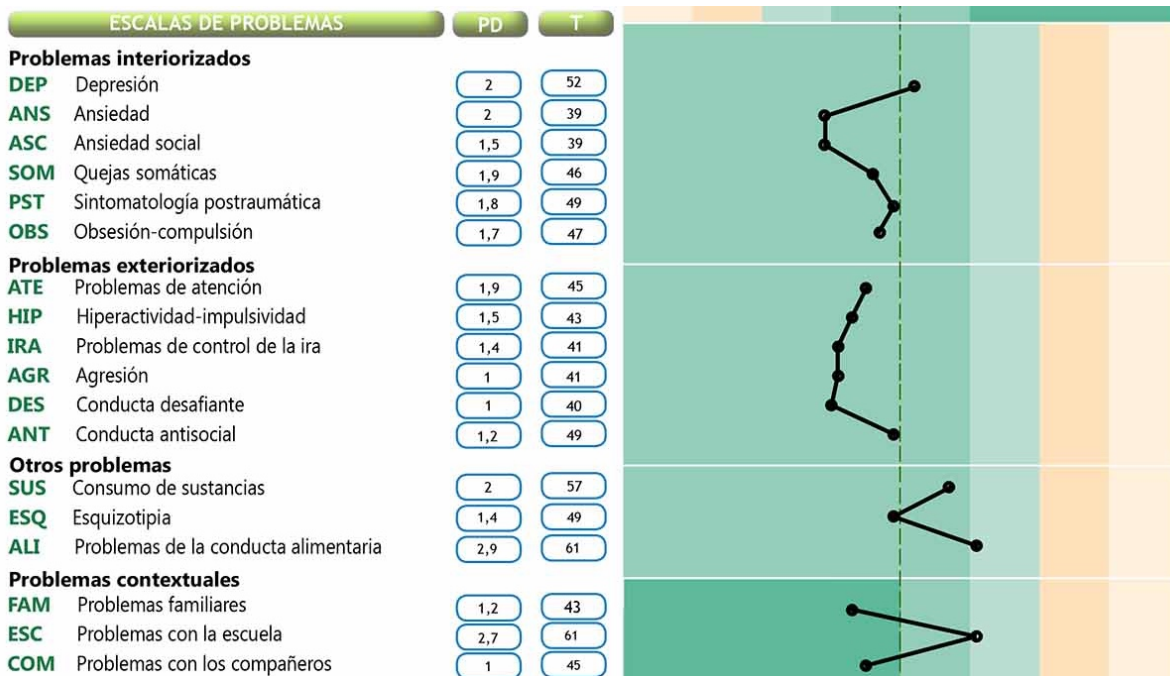 ESCALAS DE PROBLEMAS PD T
Problemas interiorizados
DEP Depresión 2 52
ANS Ansiedad 2 39
ASC Ansiedad social 1,5 39
SOM Quejas somáticas 1,9 46
PST Sintomatología postraumática 1,8 49
OBS Obsesión-compulsión 1,7 47
Problemas exteriorizados
ATE Problemas de atención 1,9 45
HIP Hiperactividad-impulsividad 1,5 43
IRA Problemas de control de la ira 1,4 41
AGR Agresión 1 41
DES Conducta desafiante 1 40
ANT Conducta antisocial 1,2 49
Otros problemas
SUS Consumo de sustancias 2 57
ESQ Esquizotipia 1,4 49
ALI Problemas de la conducta alimentaria 2,9 61
Problemas contextuales
FAM Problemas familiares 1,2 43
ESC Problemas con la escuela 2,7 61
COM Problemas con los compañeros 1 45